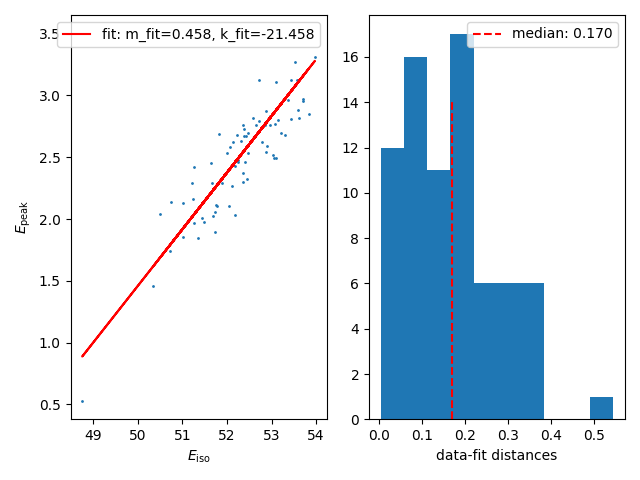 fit: m_fit=0.458, k_fit=-21.458
3.5
3.0
2.5
2.0
1.5
1.0
0.5
E_peak
49 50 51 52 53 54
E_iso
median: 0.170
16
14
12
10
8
6
4
2
0
0.0 0.1 0.2 0.3 0.4 0.5
data-fit distances